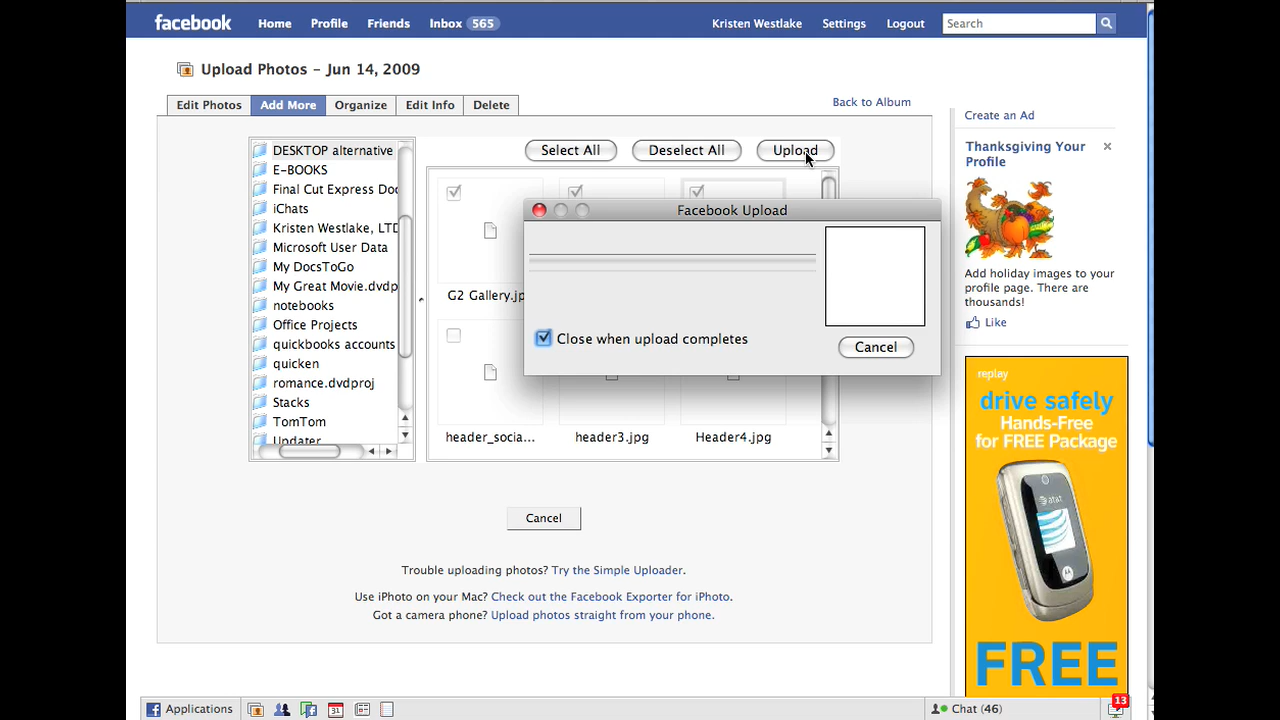 facebook Home Profile Friends Inbox 565 Kristen Westlake Settings Logout Search
Upload Photos – Jun 14, 2009
Edit Photos Add More Organize Edit Info Delete
Back to Album
DESKTOP alternative
E-BOOKS
Final Cut Express Doc
iChats
Kristen Westlake, LTD
Microsoft User Data
My DocsToGo
My Great Movie.dvdp
notebooks
Office Projects
quickbooks accounts
quicken
romance.dvdproj
Stacks
TomTom
Updater
Select All Deselect All Upload
G2 Gallery.jp
header_socia... header3.jpg Header4.jpg
Facebook Upload
Close when upload completes
Cancel
Cancel
Trouble uploading photos? Try the Simple Uploader.
Use iPhoto on your Mac? Check out the Facebook Exporter for iPhoto.
Got a camera phone? Upload photos straight from your phone.
Create an Ad
Thanksgiving Your
Profile
Add holiday images to your
profile page. There are
thousands!
Like
replay
drive safely
Hands-Free
for FREE Package
at&t
FREE
Applications
31
Chat (46)
13